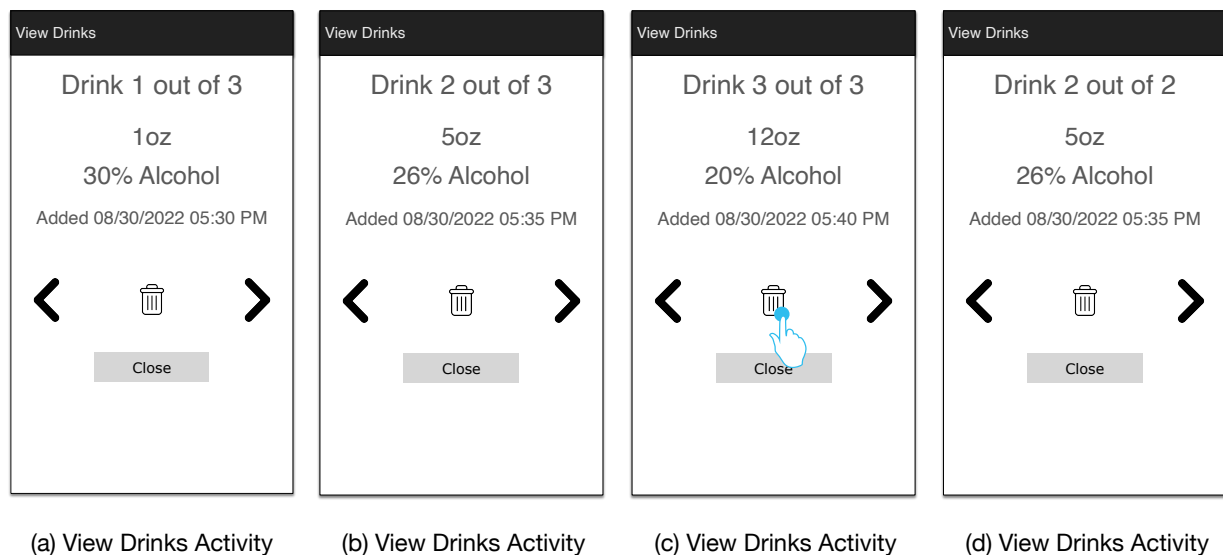 View Drinks
Drink 1 out of 3
1oz
30% Alcohol
Added 08/30/2022 05:30 PM
Close
(a) View Drinks Activity
View Drinks
Drink 2 out of 3
5oz
26% Alcohol
Added 08/30/2022 05:35 PM
Close
(b) View Drinks Activity
View Drinks
Drink 3 out of 3
12oz
20% Alcohol
Added 08/30/2022 05:40 PM
Close
(c) View Drinks Activity
View Drinks
Drink 2 out of 2
5oz
26% Alcohol
Added 08/30/2022 05:35 PM
Close
(d) View Drinks Activity